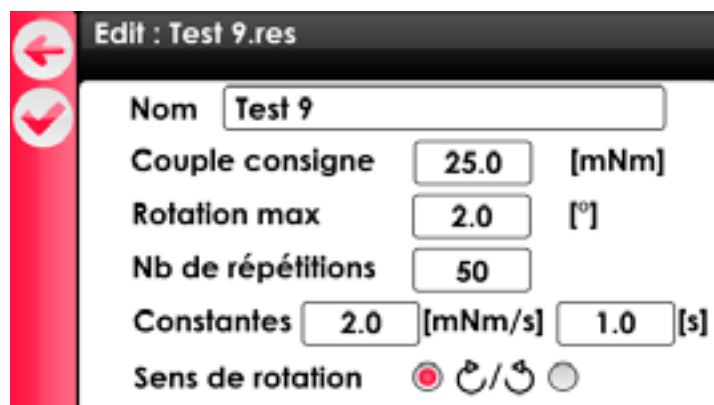 Edit : Test 9.res
Nom Test 9
Couple consigne 25.0 [mNm]
Rotation max 2.0 [°]
Nb de répétitions 50
Constantes 2.0 [mNm/s] 1.0 [s]
Sens de rotation ↻/↺